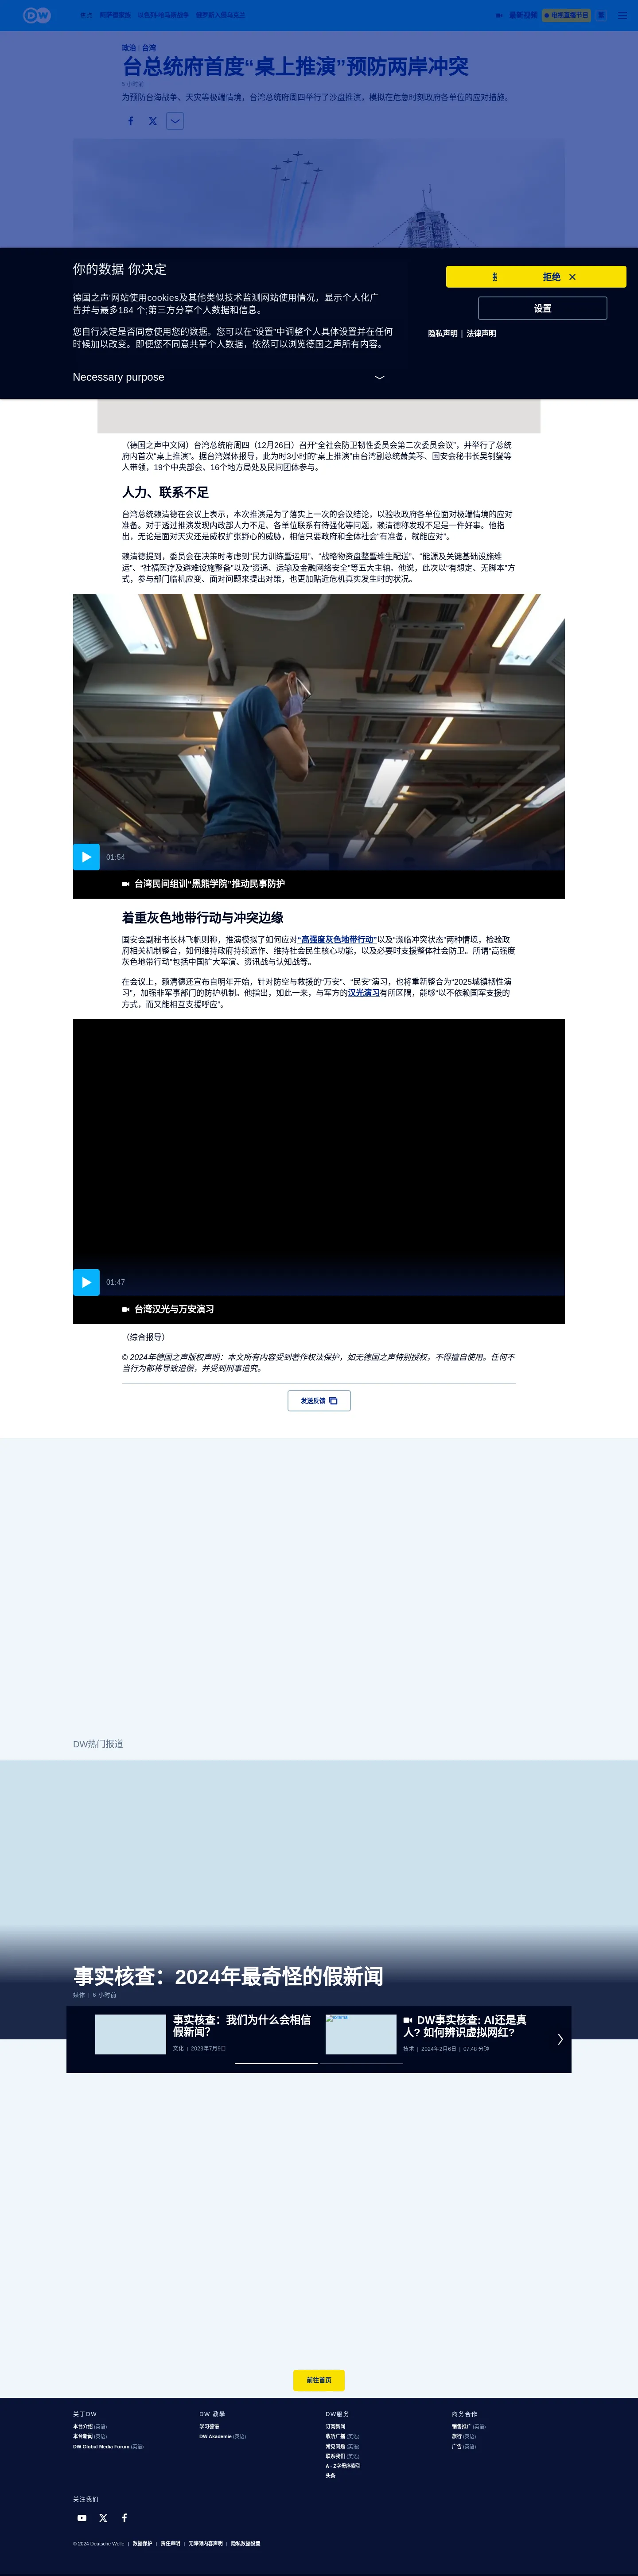 DW
政治 | 台湾
台总统府首度“桌上推演”预防两岸冲突
为预防台海战争、天灾等极端情境，台湾总统府周四举行了沙盘推演，模拟在危急时刻政府各单位的应对措施。
你的数据 你决定
德国之声'网站使用cookies及其他类似技术监测网站使用情况，显示个人化广
告并与最多184 个;第三方分享个人数据和信息。
您自行决定是否同意使用您的数据。您可以在“设置”中调整个人具体设置并在任何
时候加以改变。即便您不同意共享个人数据，依然可以浏览德国之声所有内容。
Necessary purpose
拒绝
设置
隐私声明 | 法律声明
（德国之声中文网）台湾总统府周四（12月26日）召开“全社会防卫韧性委员会第二次委员会议”，并举行了总统
府内首次“桌上推演”。据台湾媒体报导，此为时3小时的“桌上推演”由台湾副总统萧美琴、国安会秘书长吴钊燮等
人带领，19个中央部会、16个地方局处及民间团体参与。
人力、联系不足
台湾总统赖清德在会议上表示，本次推演是为了落实上一次的会议结论，以验收政府各单位面对极端情境的应对
准备。对于透过推演发现内政部人力不足、各单位联系有待强化等问题，赖清德称发现不足是一件好事。他指
出，无论是面对天灾还是威权扩张野心的威胁，相信只要政府和全体社会“有准备，就能应对”。
赖清德提到，委员会在决策时考虑到“民力训练暨运用”、“战略物资盘整暨维生配送”、“能源及关键基础设施维
运”、“社福医疗及避难设施整备”以及“资通、运输及金融网络安全”等五大主轴。他说，此次以“有想定、无脚本”方
式，参与部门临机应变、面对问题来提出对策，也更加贴近危机真实发生时的状况。
01:54
台湾民间组训“黑熊学院”推动民事防护
着重灰色地带行动与冲突边缘
国安会副秘书长林飞帆则称，推演模拟了如何应对“高强度灰色地带行动”以及“濒临冲突状态”两种情境，检验政
府相关机制整合，如何维持政府持续运作、维持社会民生核心功能，以及必要时支援整体社会防卫。所谓“高强度
灰色地带行动”包括中国扩大军演、资讯战与认知战等。
在会议上，赖清德还宣布自明年开始，针对防空与救援的“万安”、“民安”演习，也将重新整合为“2025城镇韧性演
习”，加强非军事部门的防护机制。他指出，如此一来，与军方的汉光演习有所区隔，能够“以不依赖国军支援的
方式，而又能相互支援呼应”。
01:47
台湾汉光与万安演习
（综合报导）
© 2024年德国之声版权声明：本文所有内容受到著作权法保护，如无德国之声特别授权，不得擅自使用。任何不
当行为都将导致追偿，并受到刑事追究。
发送反馈
DW热门报道
事实核查：2024年最奇怪的假新闻
媒体 | 6 小时前
事实核查：我们为什么会相信
假新闻？
文化 | 2023年7月9日
DW事实核查: AI还是真
人？如何辨识虚拟网红?
技术 | 2024年2月6日 | 07:48 分钟
前往首页
关于DW
本台介绍 (英语)
本台新闻 (英语)
DW Global Media Forum (英语)
DW 教學
学习德语
DW Akademie (英语)
DW服务
订阅新闻
收听广播 (英语)
常见问题 (英语)
联系我们 (英语)
A - Z字母序索引
头条
商务合作
销售推广 (英语)
旅行 (英语)
广告 (英语)
关注我们
© 2024 Deutsche Welle | 数据保护 | 责任声明 | 无障碍内容声明 | 隐私数据设置